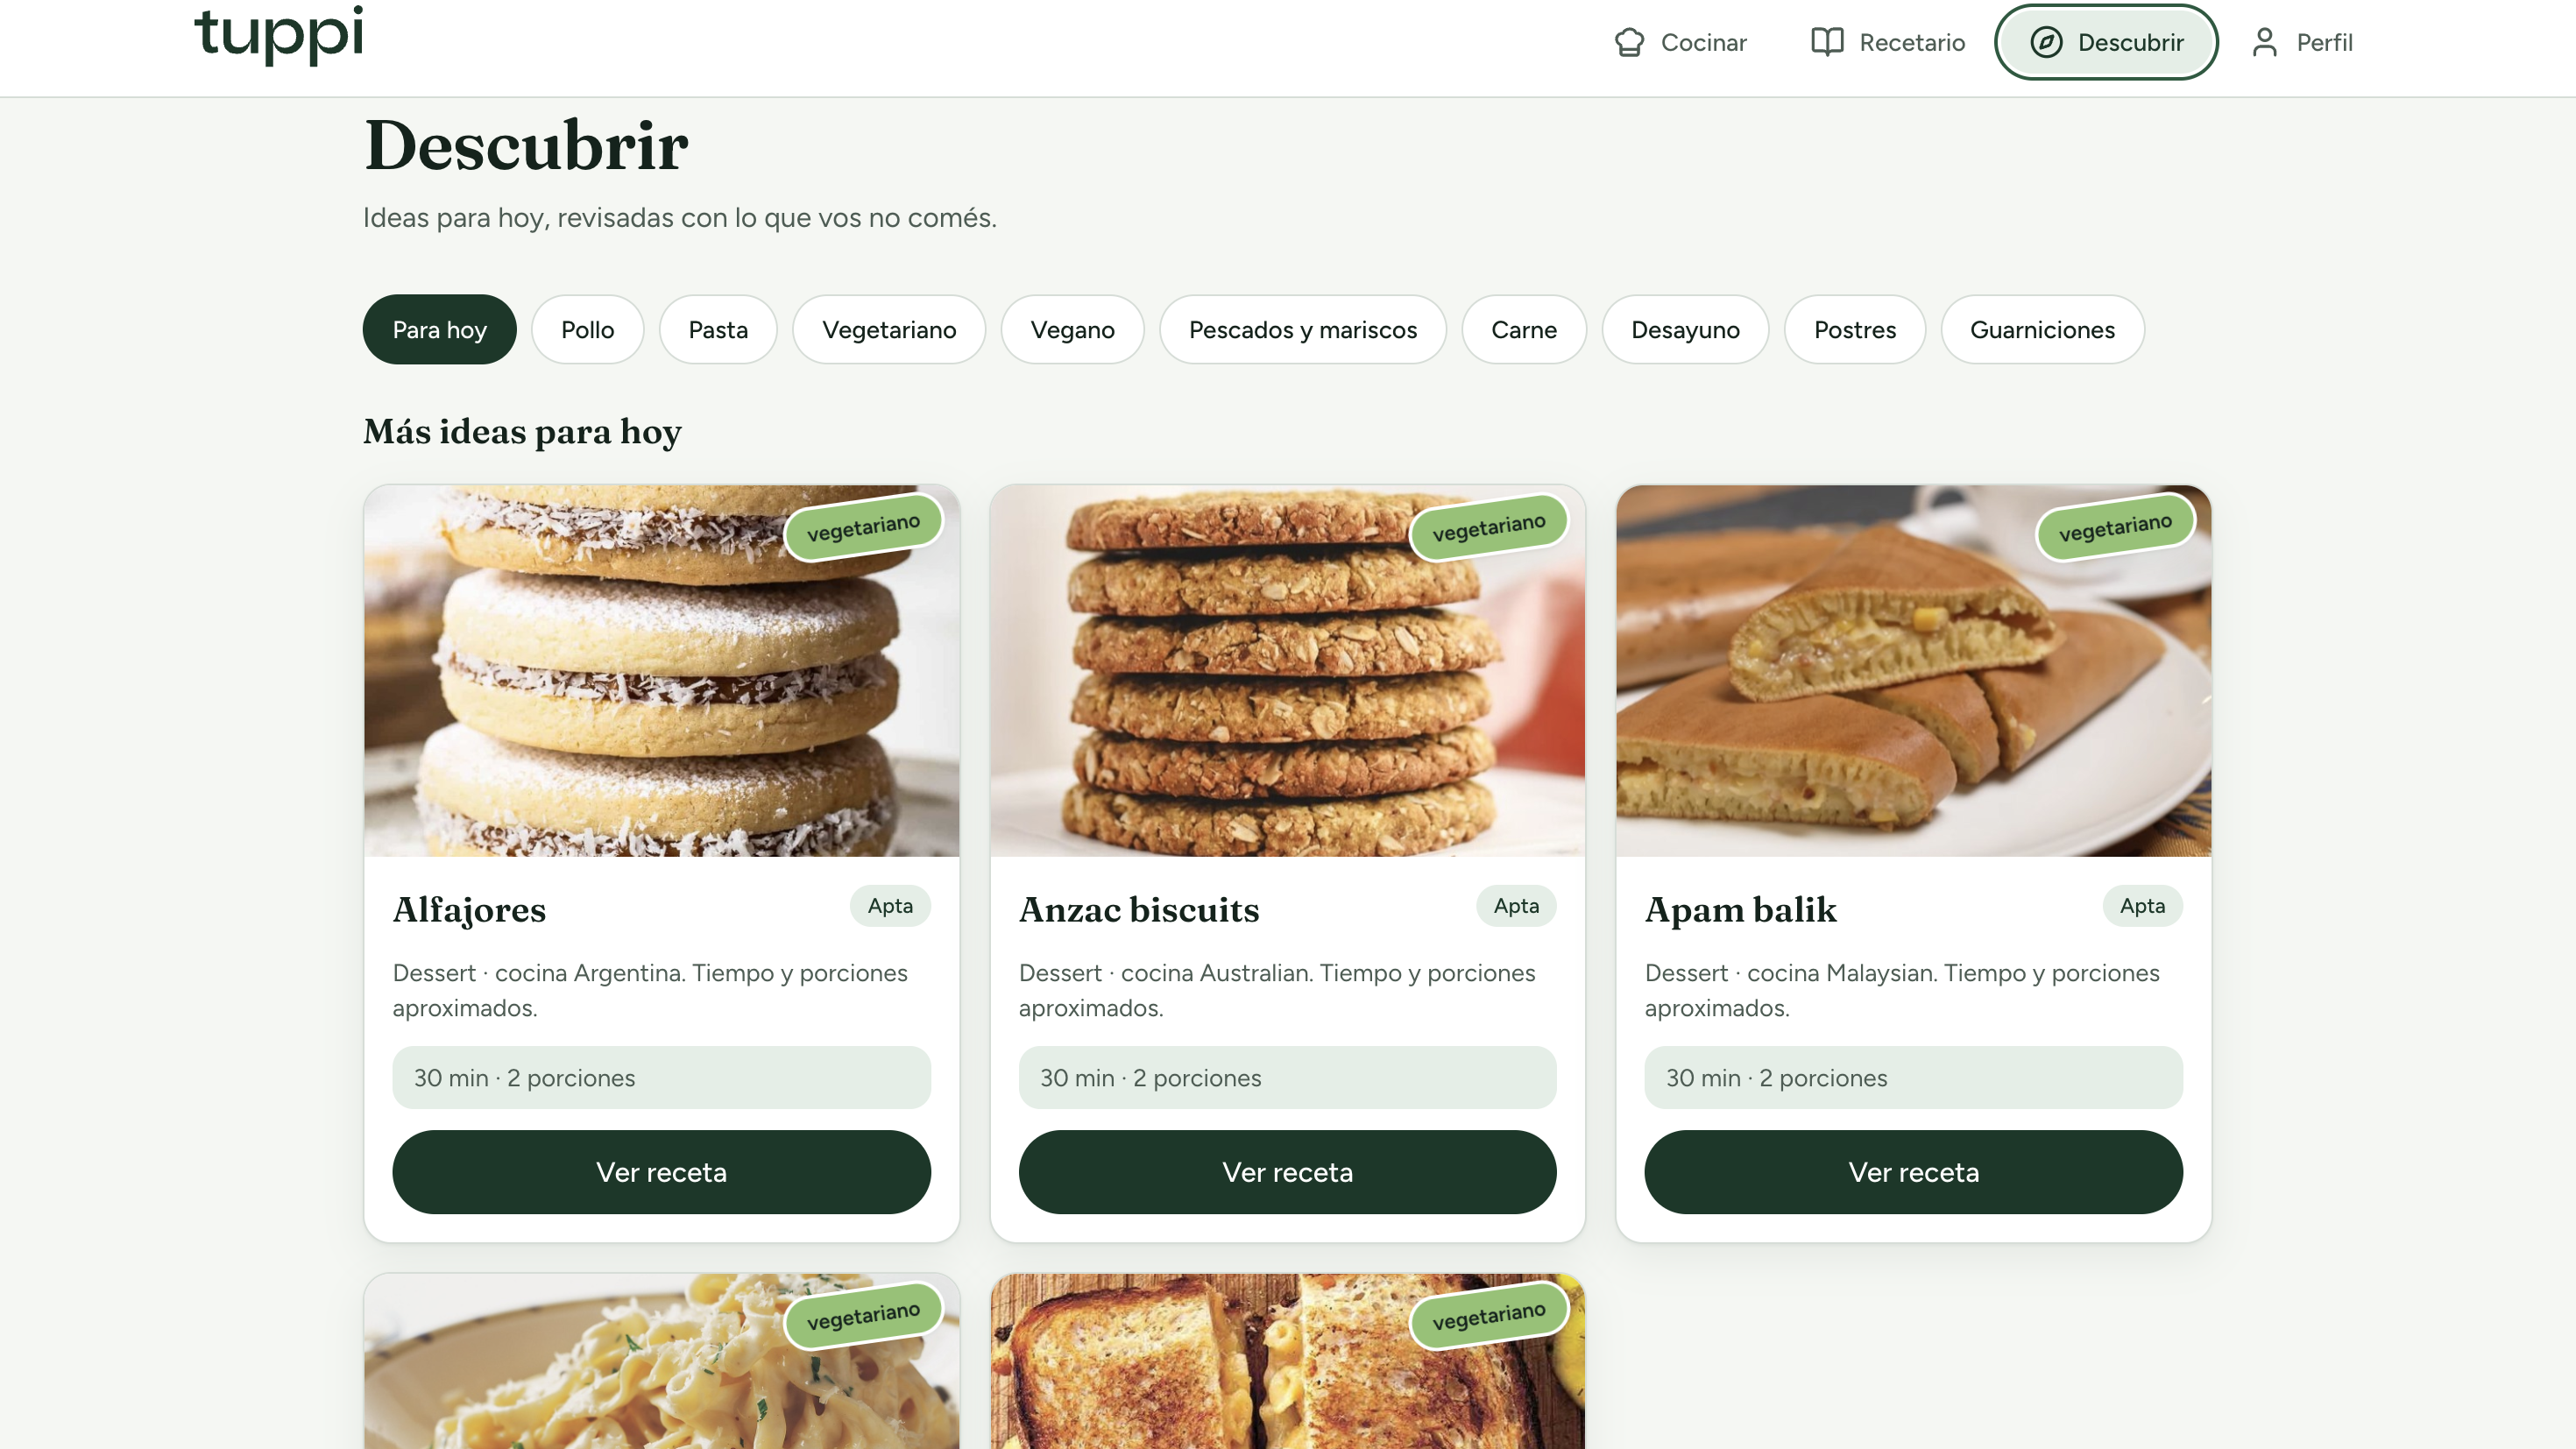 tuppi
Cocinar
Recetario
Descubrir
Perfil
Descubrir
Ideas para hoy, revisadas con lo que vos no comés.
Para hoy
Pollo
Pasta
Vegetariano
Vegano
Pescados y mariscos
Carne
Desayuno
Postres
Guarniciones
Más ideas para hoy
vegetariano
Alfajores
Apta
Dessert · cocina Argentina. Tiempo y porciones
aproximados.
30 min · 2 porciones
Ver receta
vegetariano
Anzac biscuits
Apta
Dessert · cocina Australian. Tiempo y porciones
aproximados.
30 min · 2 porciones
Ver receta
vegetariano
Apam balik
Apta
Dessert · cocina Malaysian. Tiempo y porciones
aproximados.
30 min · 2 porciones
Ver receta
vegetariano
vegetariano